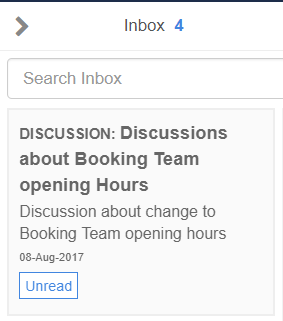 Inbox 4
Search Inbox
DISCUSSION: Discussions
about Booking Team
opening Hours
Discussion about change to
Booking Team opening hours
08-Aug-2017
Unread